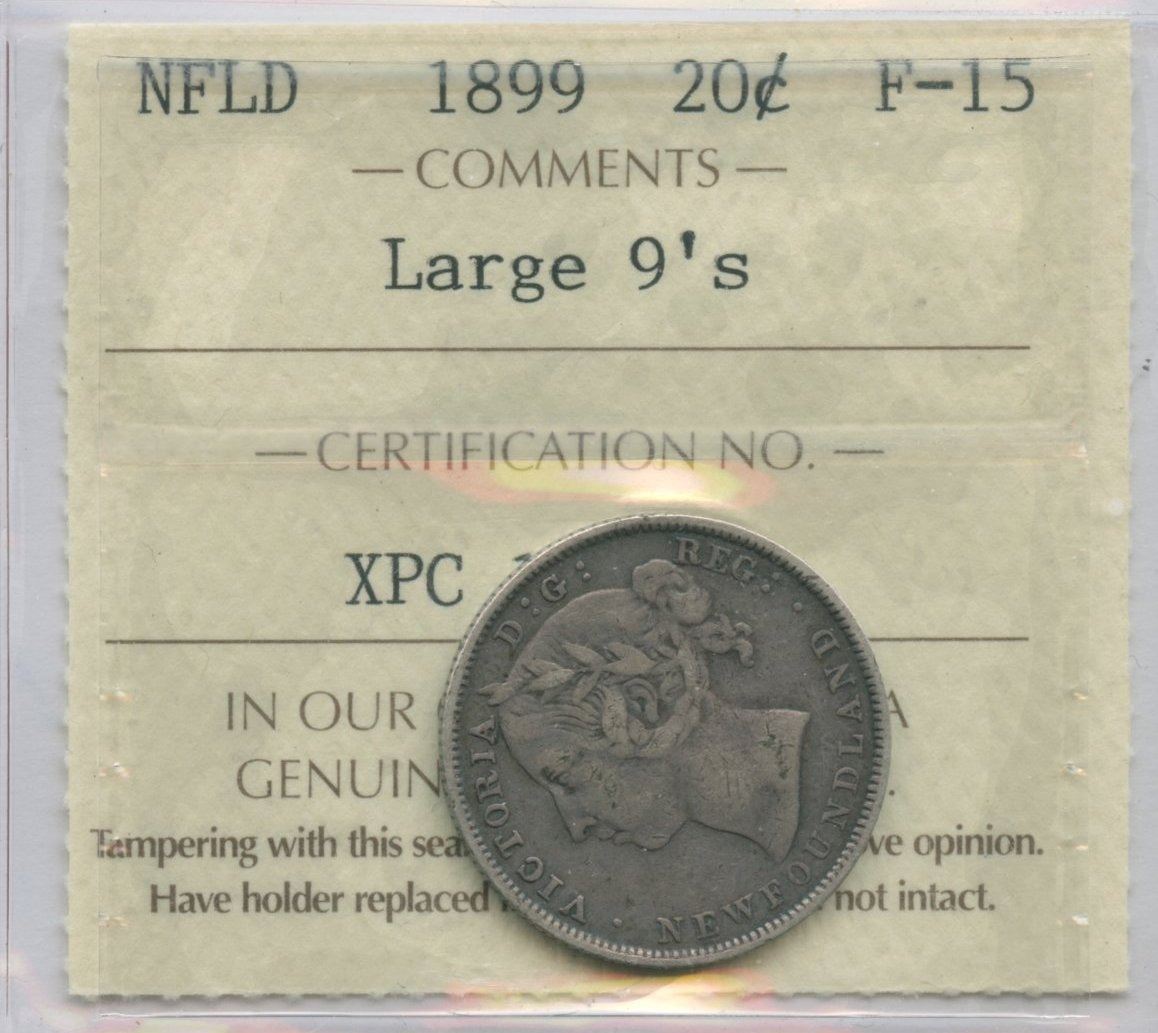 NFLD 1899 20¢ F-15
— COMMENTS —
Large 9's
— CERTIFICATION NO. —
XPC
IN OUR A
GENUIN .
Tampering with this sea ve opinion.
Have holder replaced not intact.
VICTORIA D:G: REG: · NEWFOUNDLAND ·